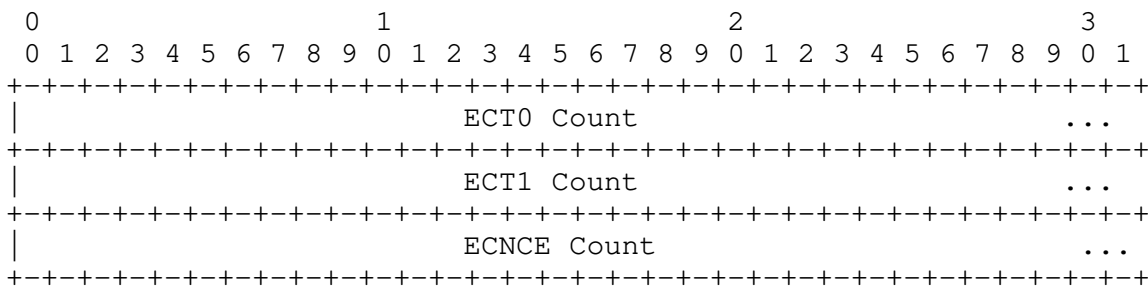 0                   1                   2                   3
 0 1 2 3 4 5 6 7 8 9 0 1 2 3 4 5 6 7 8 9 0 1 2 3 4 5 6 7 8 9 0 1
+-+-+-+-+-+-+-+-+-+-+-+-+-+-+-+-+-+-+-+-+-+-+-+-+-+-+-+-+-+-+-+-+
|                         ECT0 Count                        ...
+-+-+-+-+-+-+-+-+-+-+-+-+-+-+-+-+-+-+-+-+-+-+-+-+-+-+-+-+-+-+-+-+
|                         ECT1 Count                        ...
+-+-+-+-+-+-+-+-+-+-+-+-+-+-+-+-+-+-+-+-+-+-+-+-+-+-+-+-+-+-+-+-+
|                         ECNCE Count                        ...
+-+-+-+-+-+-+-+-+-+-+-+-+-+-+-+-+-+-+-+-+-+-+-+-+-+-+-+-+-+-+-+-+